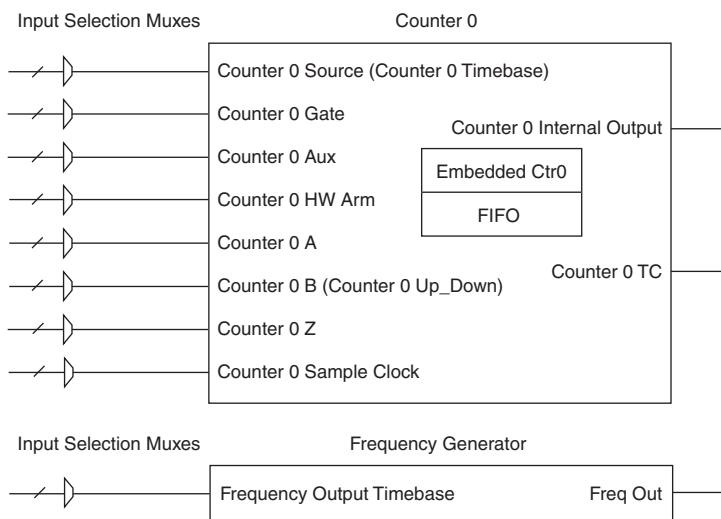 Input Selection Muxes
Counter 0
Counter 0 Source (Counter 0 Timebase)
Counter 0 Gate
Counter 0 Internal Output
Counter 0 Aux
Embedded Ctr0
Counter 0 HW Arm
FIFO
Counter 0 A
Counter 0 TC
Counter 0 B (Counter 0 Up_Down)
Counter 0 Z
Counter 0 Sample Clock
Input Selection Muxes
Frequency Generator
Frequency Output Timebase
Freq Out